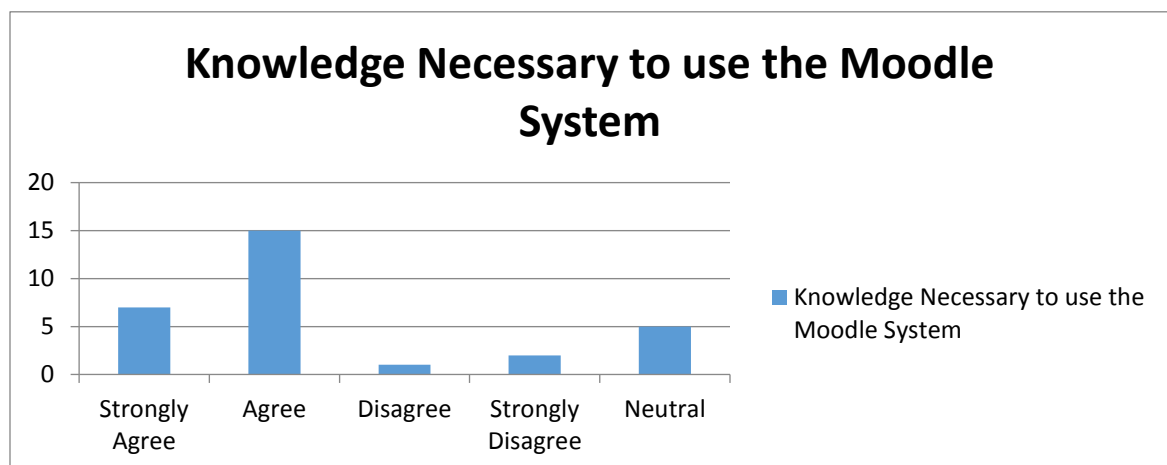 Knowledge Necessary to use the Moodle
System
20
15
10
5
0
Strongly
Agree
Agree
Disagree
Strongly
Disagree
Neutral
Knowledge Necessary to use the
Moodle System